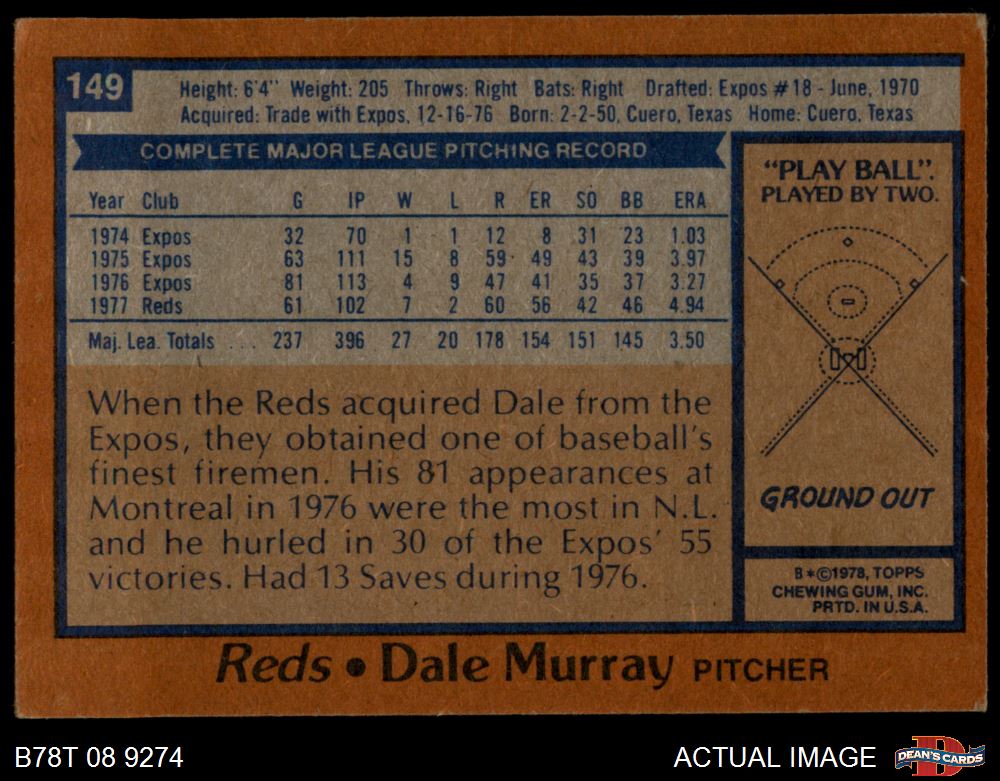 149
Height: 6'4" Weight: 205 Throws: Right Bats: Right Drafted: Expos #18 - June, 1970
Acquired: Trade with Expos, 12-16-76 Born: 2-2-50, Cuero, Texas Home: Cuero, Texas
COMPLETE MAJOR LEAGUE PITCHING RECORD
Year Club G IP W L R ER SO BB ERA
1974 Expos 32 70 1 1 12 8 31 23 1.03
1975 Expos 63 111 15 8 59 49 43 39 3.97
1976 Expos 81 113 4 9 47 41 35 37 3.27
1977 Reds 61 102 7 2 60 56 42 46 4.94
Maj. Lea. Totals ... 237 396 27 20 178 154 151 145 3.50
When the Reds acquired Dale from the
Expos, they obtained one of baseball's
finest firemen. His 81 appearances at
Montreal in 1976 were the most in N.L.
and he hurled in 30 of the Expos' 55
victories. Had 13 Saves during 1976.
"PLAY BALL".
PLAYED BY TWO.
GROUND OUT
B*©1978, TOPPS
CHEWING GUM, INC.
PRTD. IN U.S.A.
Reds • Dale Murray PITCHER
B78T 08 9274
ACTUAL IMAGE
D
DEAN'S CARDS